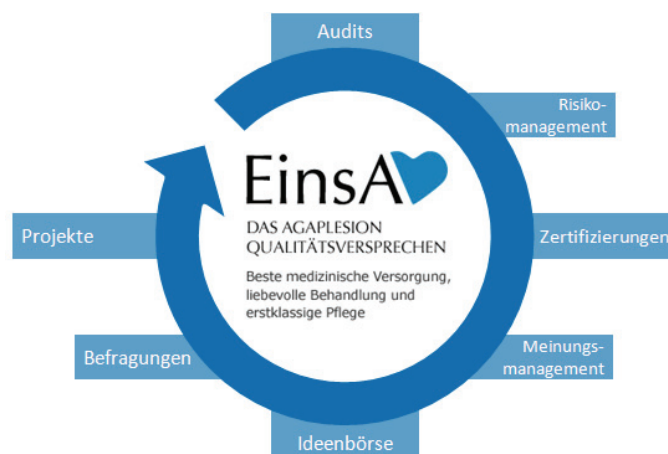 Audits
Risiko-
management
Zertifizierungen
Meinungs-
management
Ideenbörse
Befragungen
Projekte
EinsA
DAS AGAPLESION
QUALITÄTSVERSPRECHEN
Beste medizinische Versorgung,
liebevolle Behandlung und
erstklassige Pflege